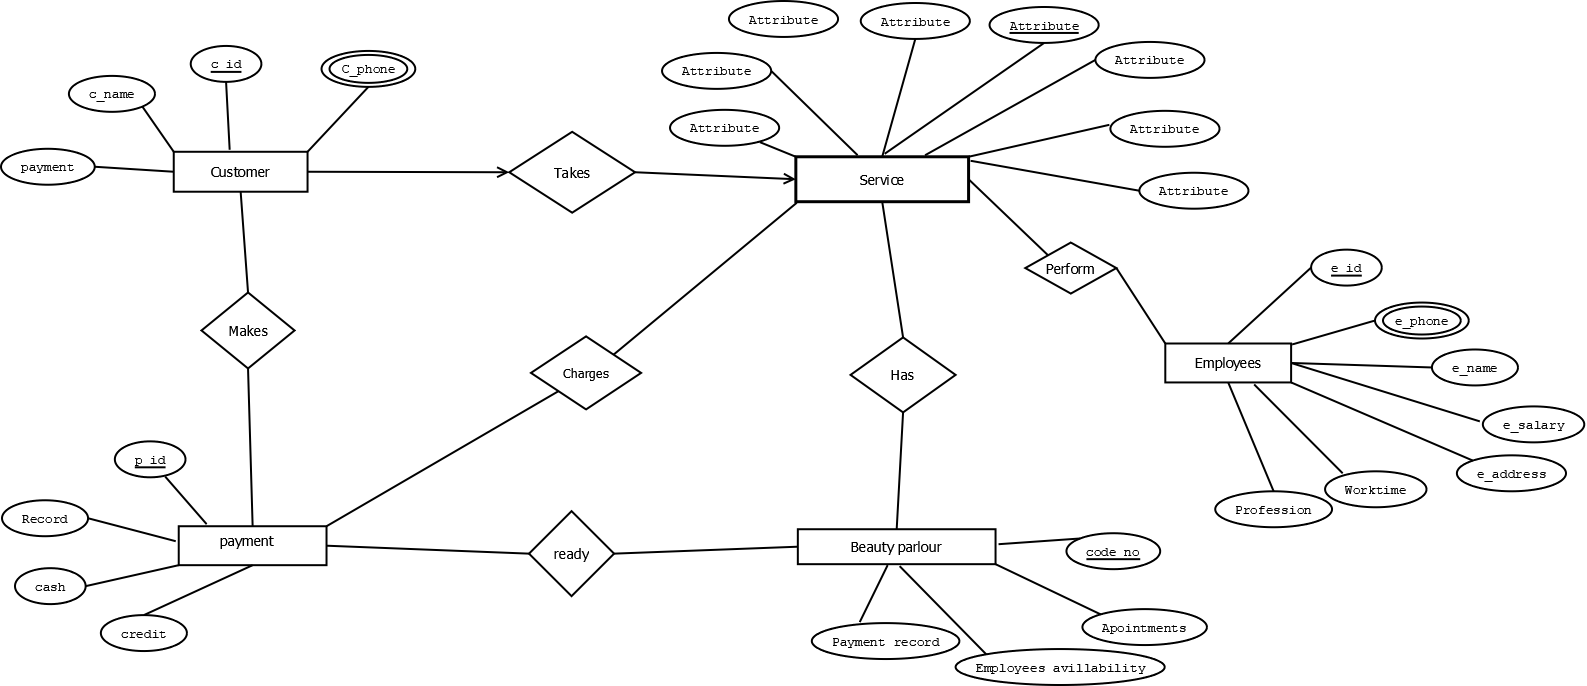 Attribute
Attribute
Attribute
c_id
C_phone
Attribute
Attribute
c_name
Attribute
Attribute
payment
Customer
Takes
Service
Attribute
Perform
e_id
Makes
Charges
Has
Employees
e_phone
e_name
e_salary
p_id
e_address
Worktime
Profession
Record
payment
ready
Beauty parlour
code_no
cash
credit
Payment record
Apointments
Employees avillability